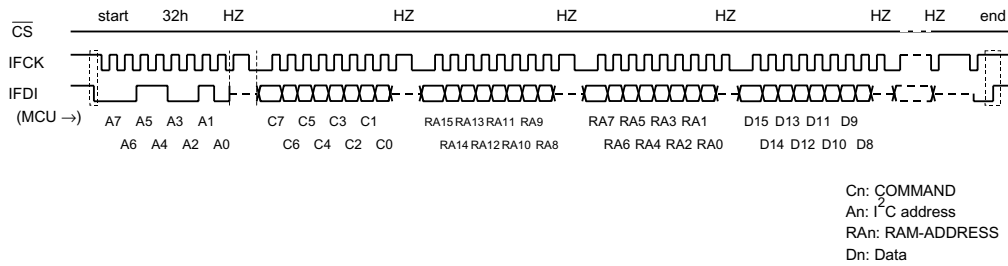 start 32h HZ HZ HZ HZ HZ HZ end
CS
IFCK
IFDI
(MCU →)
A7 A5 A3 A1 C7 C5 C3 C1 RA15 RA13 RA11 RA9 RA7 RA5 RA3 RA1 D15 D13 D11 D9
A6 A4 A2 A0 C6 C4 C2 C0 RA14 RA12 RA10 RA8 RA6 RA4 RA2 RA0 D14 D12 D10 D8
Cn: COMMAND
An: I2C address
RAn: RAM-ADDRESS
Dn: Data